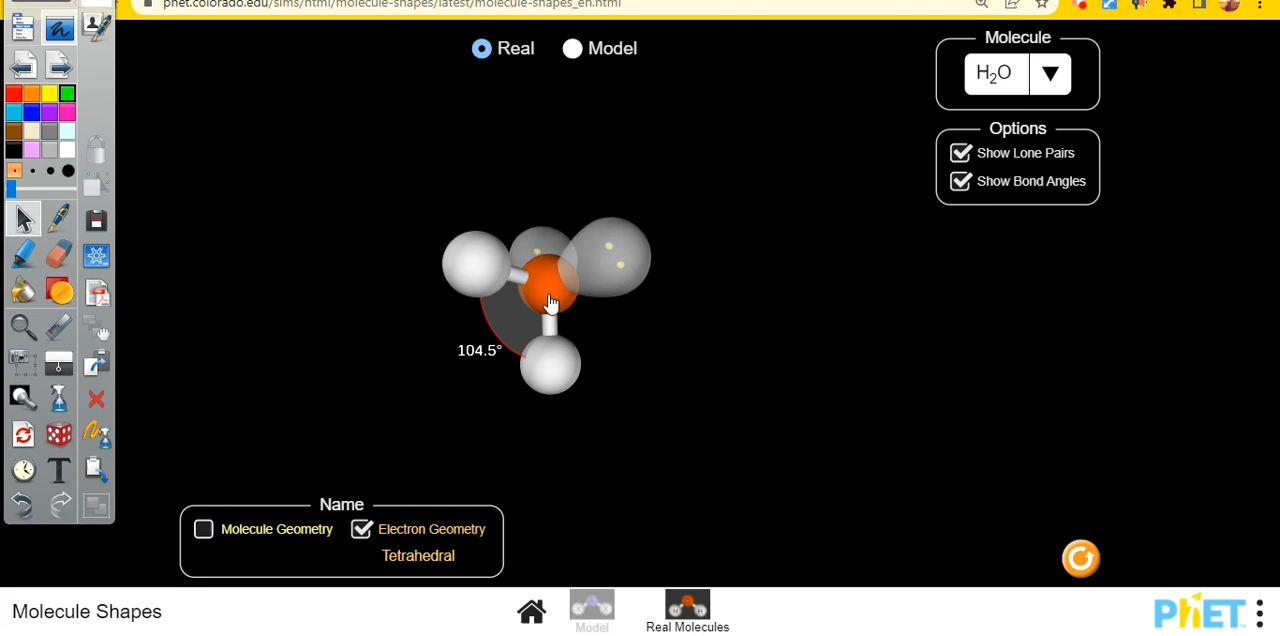 phet.colorado.edu/sims/html/molecule-shapes/latest/molecule-shapes_en.html
Real Model
Molecule
H₂O
Options
Show Lone Pairs
Show Bond Angles
104.5°
Name
Molecule Geometry Electron Geometry
Tetrahedral
Molecule Shapes
Model
H H
Real Molecules
PhET